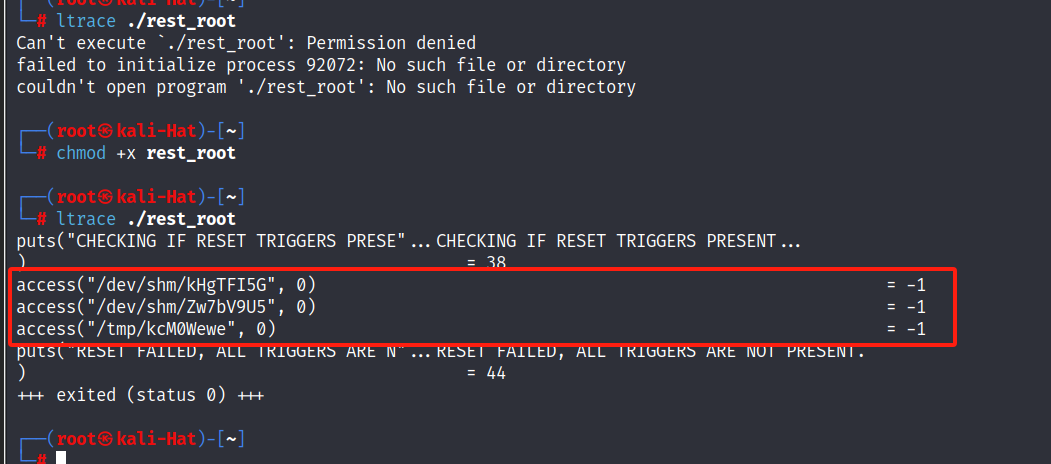 ┌──(root㉿kali-Hat)-[~]
└─# ltrace ./rest_root
Can't execute `./rest_root': Permission denied
failed to initialize process 92072: No such file or directory
couldn't open program './rest_root': No such file or directory
┌──(root㉿kali-Hat)-[~]
└─# chmod +x rest_root
┌──(root㉿kali-Hat)-[~]
└─# ltrace ./rest_root
puts("CHECKING IF RESET TRIGGERS PRESE"...CHECKING IF RESET TRIGGERS PRESENT...
) = 38
access("/dev/shm/kHgTFI5G", 0) = -1
access("/dev/shm/Zw7bV9U5", 0) = -1
access("/tmp/kcM0Wewe", 0) = -1
puts("RESET FAILED, ALL TRIGGERS ARE N"...RESET FAILED, ALL TRIGGERS ARE NOT PRESENT.
) = 44
+++ exited (status 0) +++
┌──(root㉿kali-Hat)-[~]
└─#